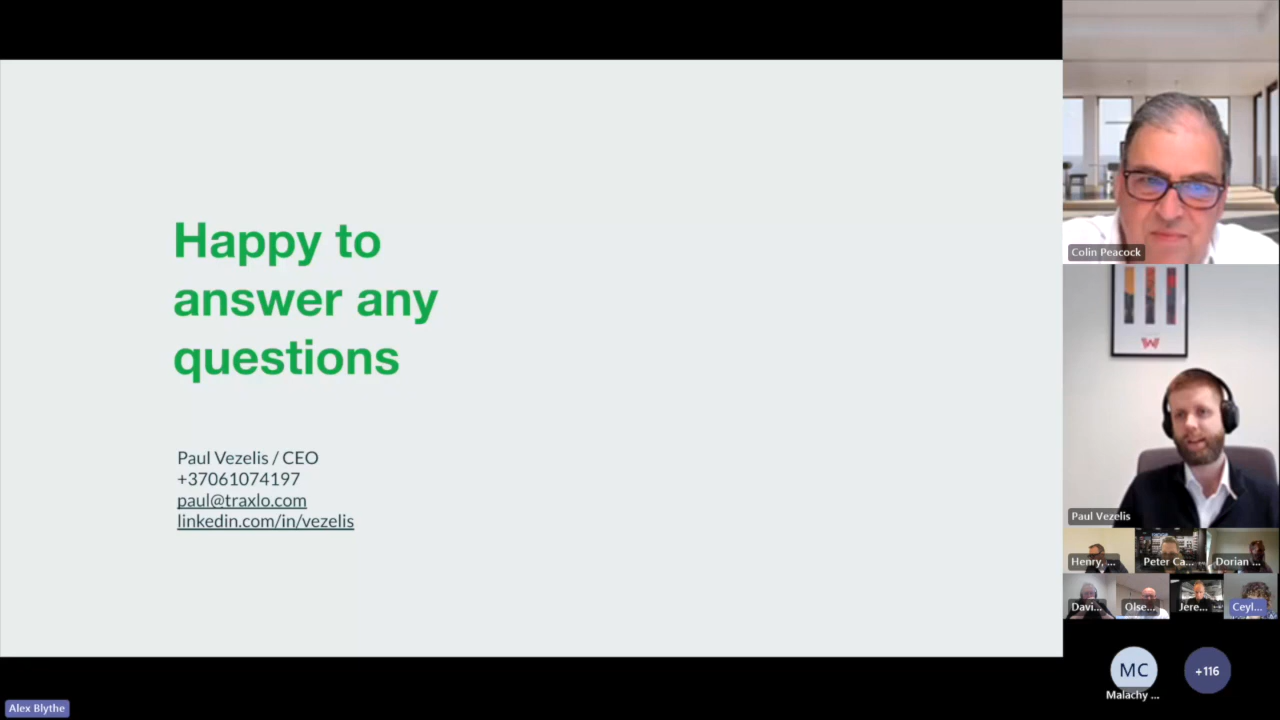 Happy to
answer any
questions
Paul Vezelis / CEO
+37061074197
paul@traxlo.com
linkedin.com/in/vezelis
Colin Peacock
Paul Vezelis
Henry, ...
Peter Ca...
Dorian ...
Davi...
Olse...
Jere...
Ceyl...
MC
+116
Malachy ...
Alex Blythe